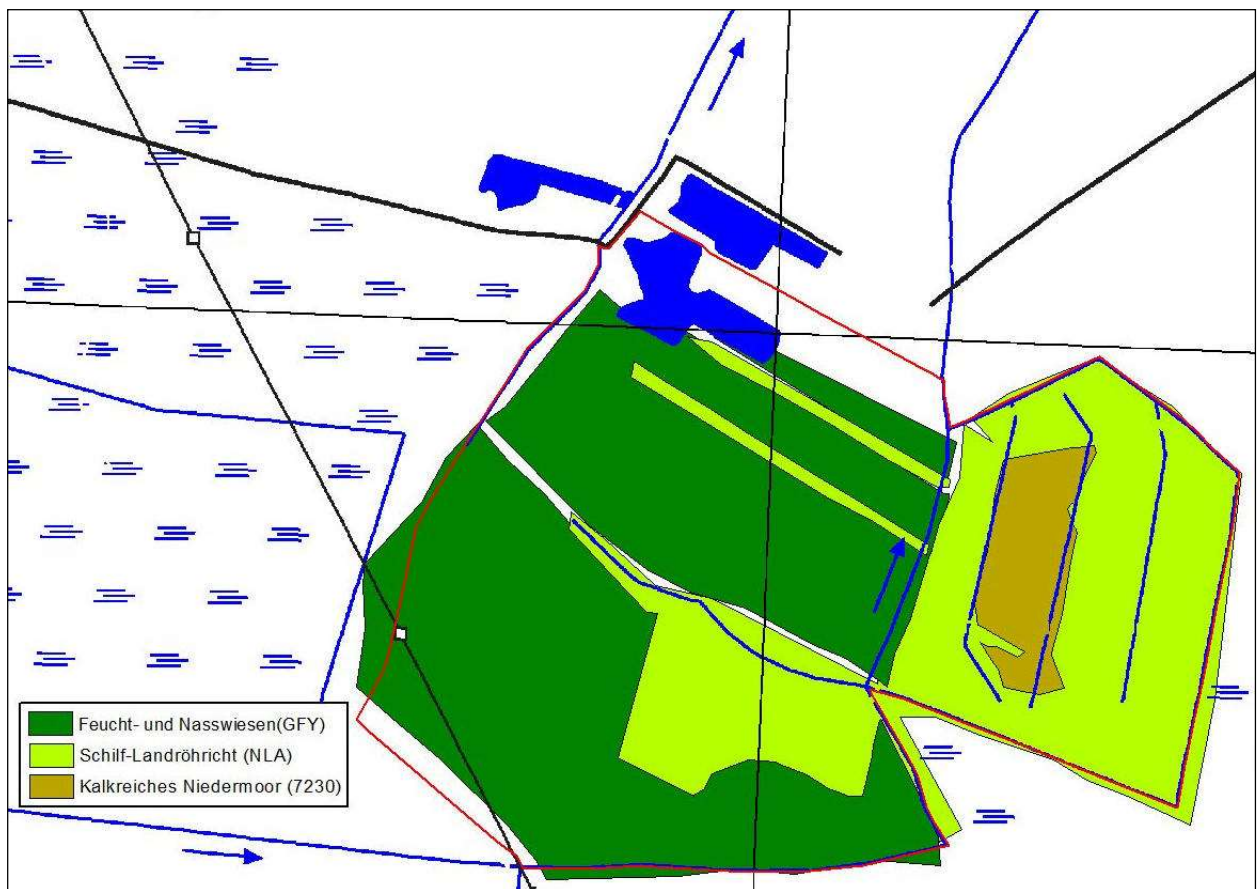 Feucht- und Nasswiesen(GFY)
Schilf-Landröhricht (NLA)
Kalkreiches Niedermoor (7230)